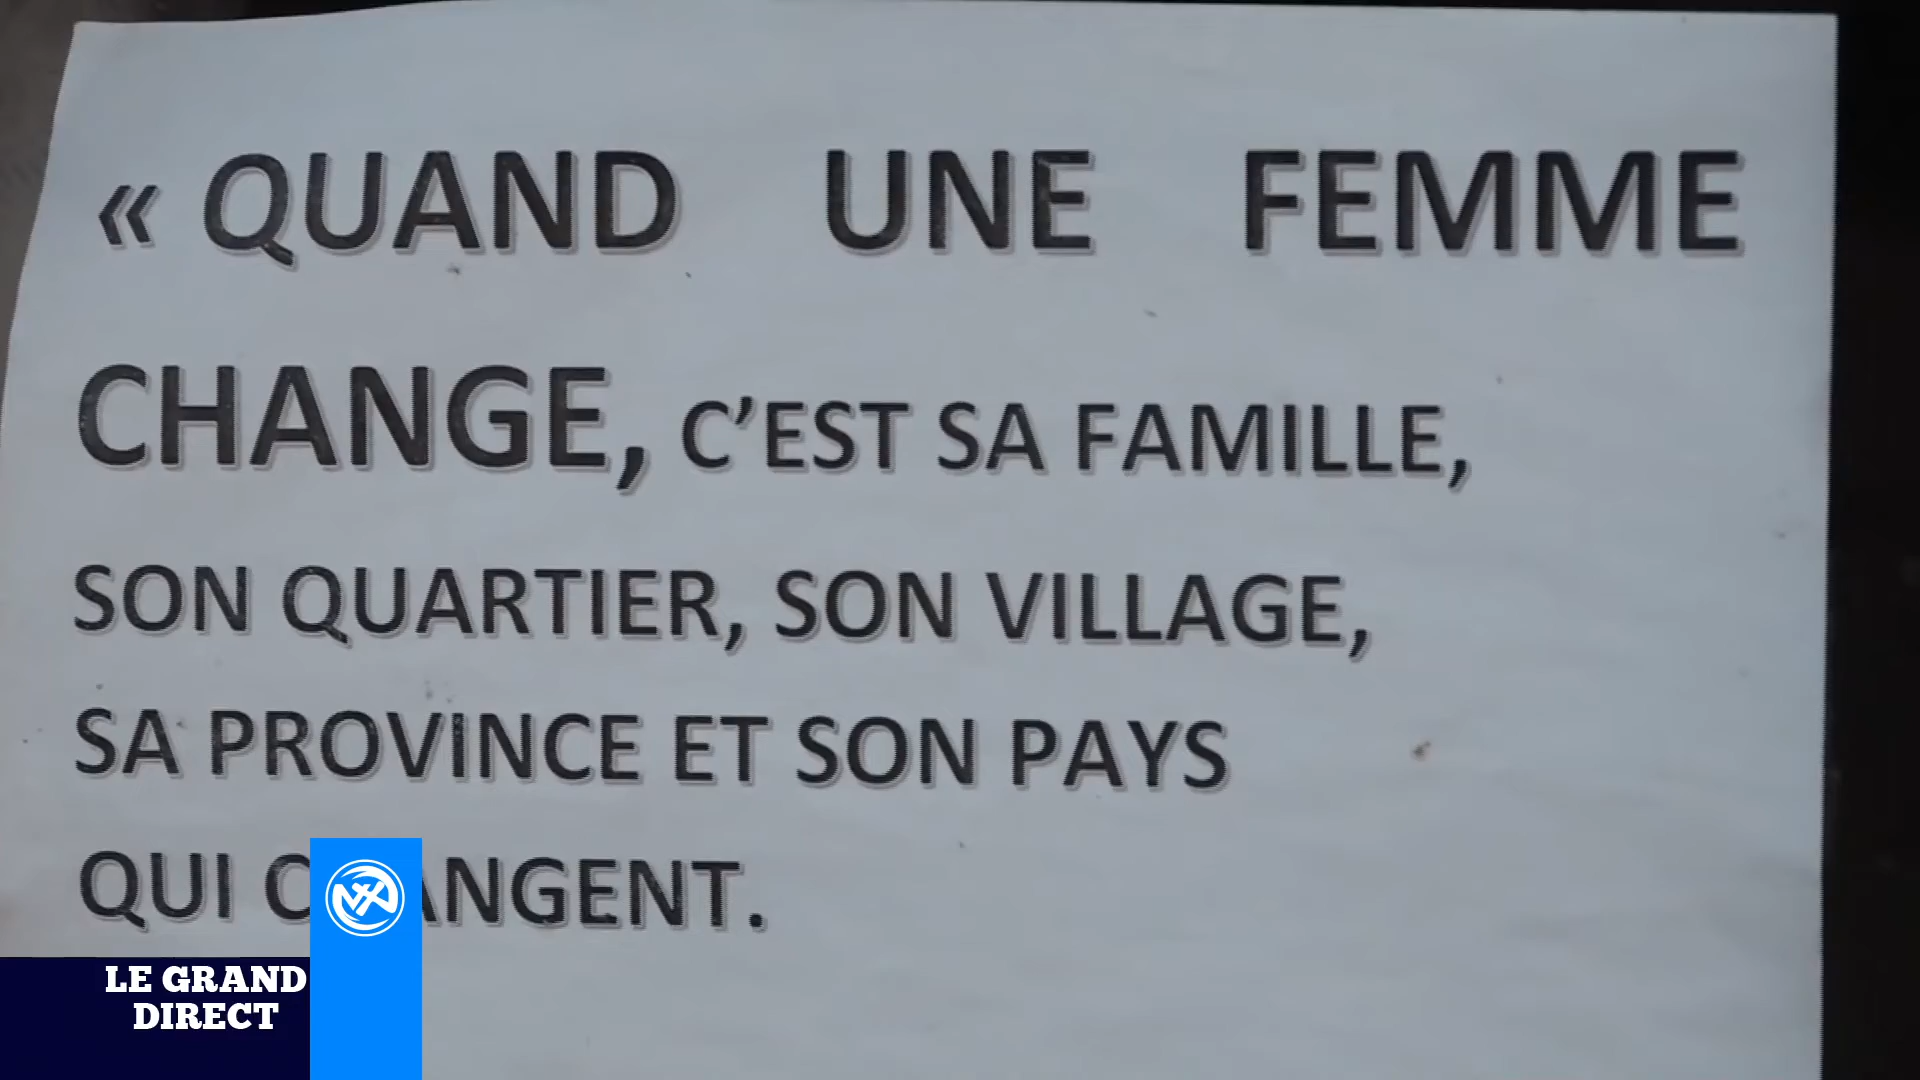 « QUAND UNE FEMME
CHANGE, C’EST SA FAMILLE,
SON QUARTIER, SON VILLAGE,
SA PROVINCE ET SON PAYS
QUI
LE GRAND
DIRECT